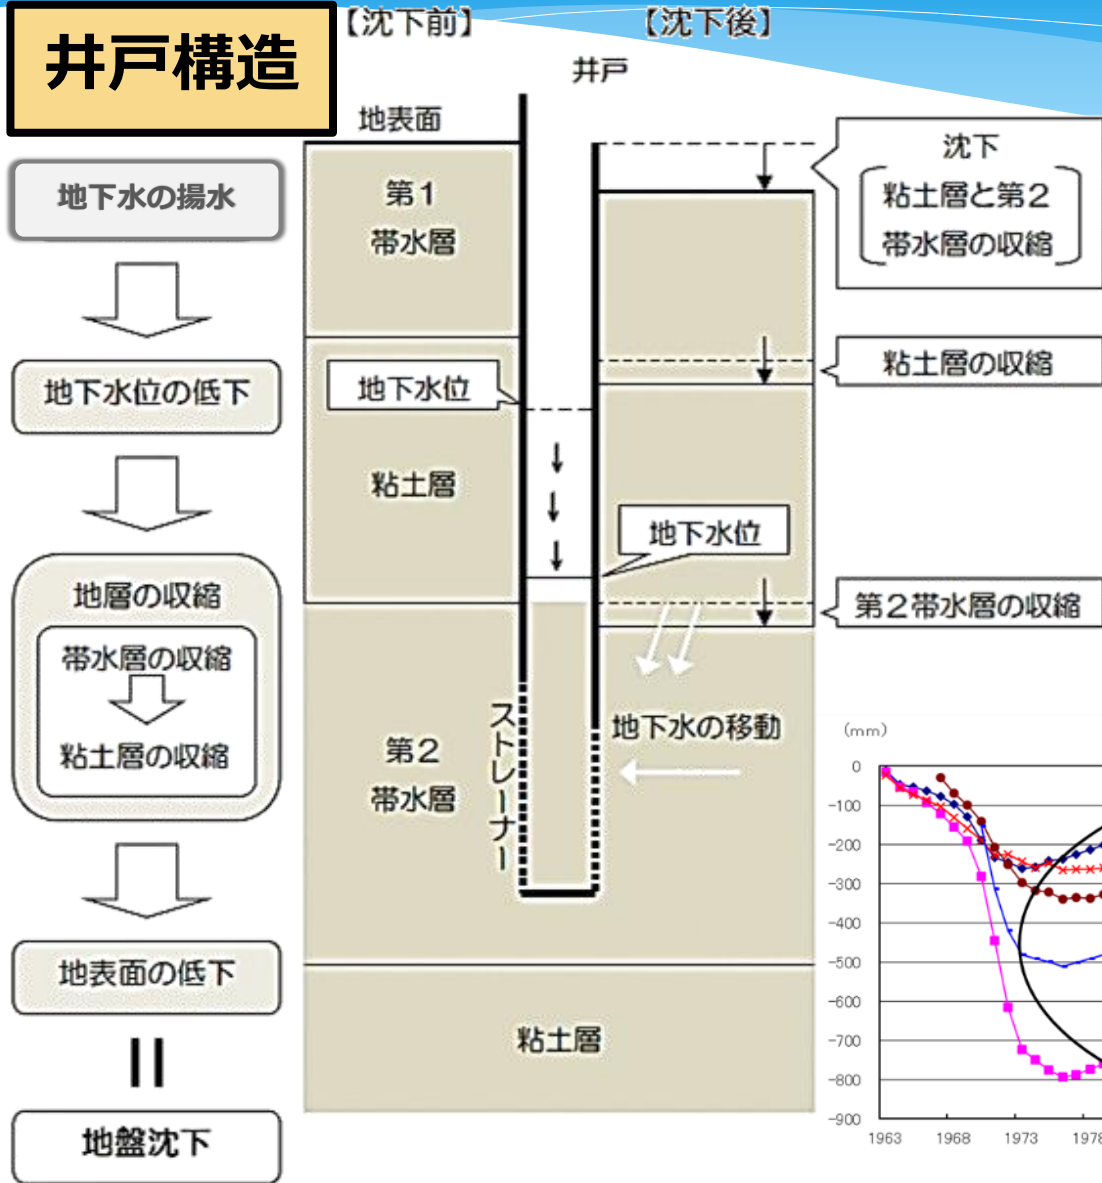 井戸構造
【沈下前】
【沈下後】
井戸
地表面
地下水の揚水
地下水位の低下
地層の収縮
帯水層の収縮
粘土層の収縮
地表面の低下
地盤沈下
第1
帯水層
地下水位
粘土層
地下水位
第2
帯水層
ストレーナー
地下水の移動
粘土層
沈下
粘土層と第2
帯水層の収縮
粘土層の収縮
第2帯水層の収縮
(mm)
0
-100
-200
-300
-400
-500
-600
-700
-800
-900
1963 1968 1973 1978